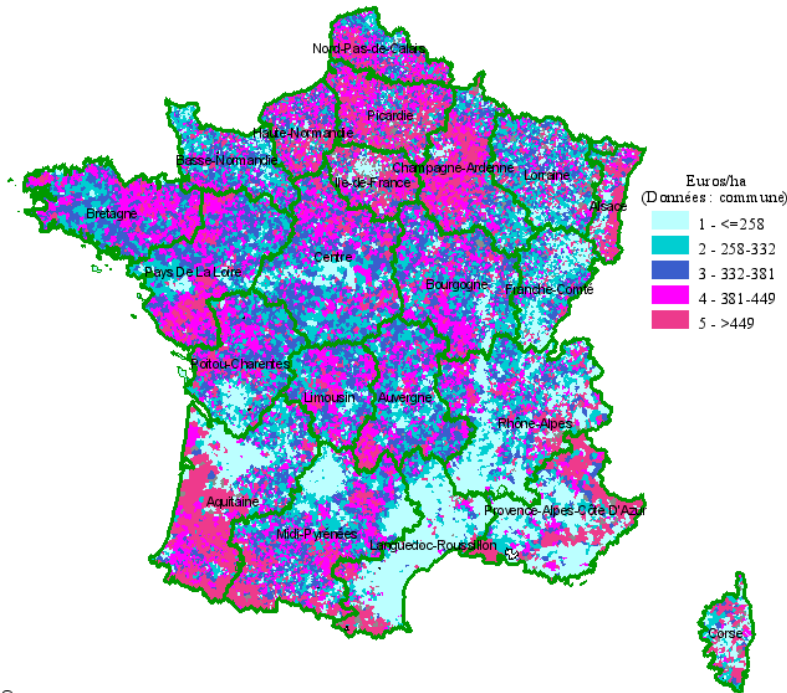 Nord-Pas-de-Calais
Picardie
Haute-Normandie
Basse-Normandie
Champagne-Ardenne
Ile-de-France
Lorraine
Alsace
Bretagne
Centre
Pays De La Loire
Bourgogne
Franche-Comté
Poitou-Charentes
Limousin
Auvergne
Rhône-Alpes
Aquitaine
Provence-Alpes-Côte D'Azur
Midi-Pyrénées
Languedoc-Roussillon
Corse
Euros/ha
(Données : commune)
1 - <=258
2 - 258-332
3 - 332-381
4 - 381-449
5 - >449